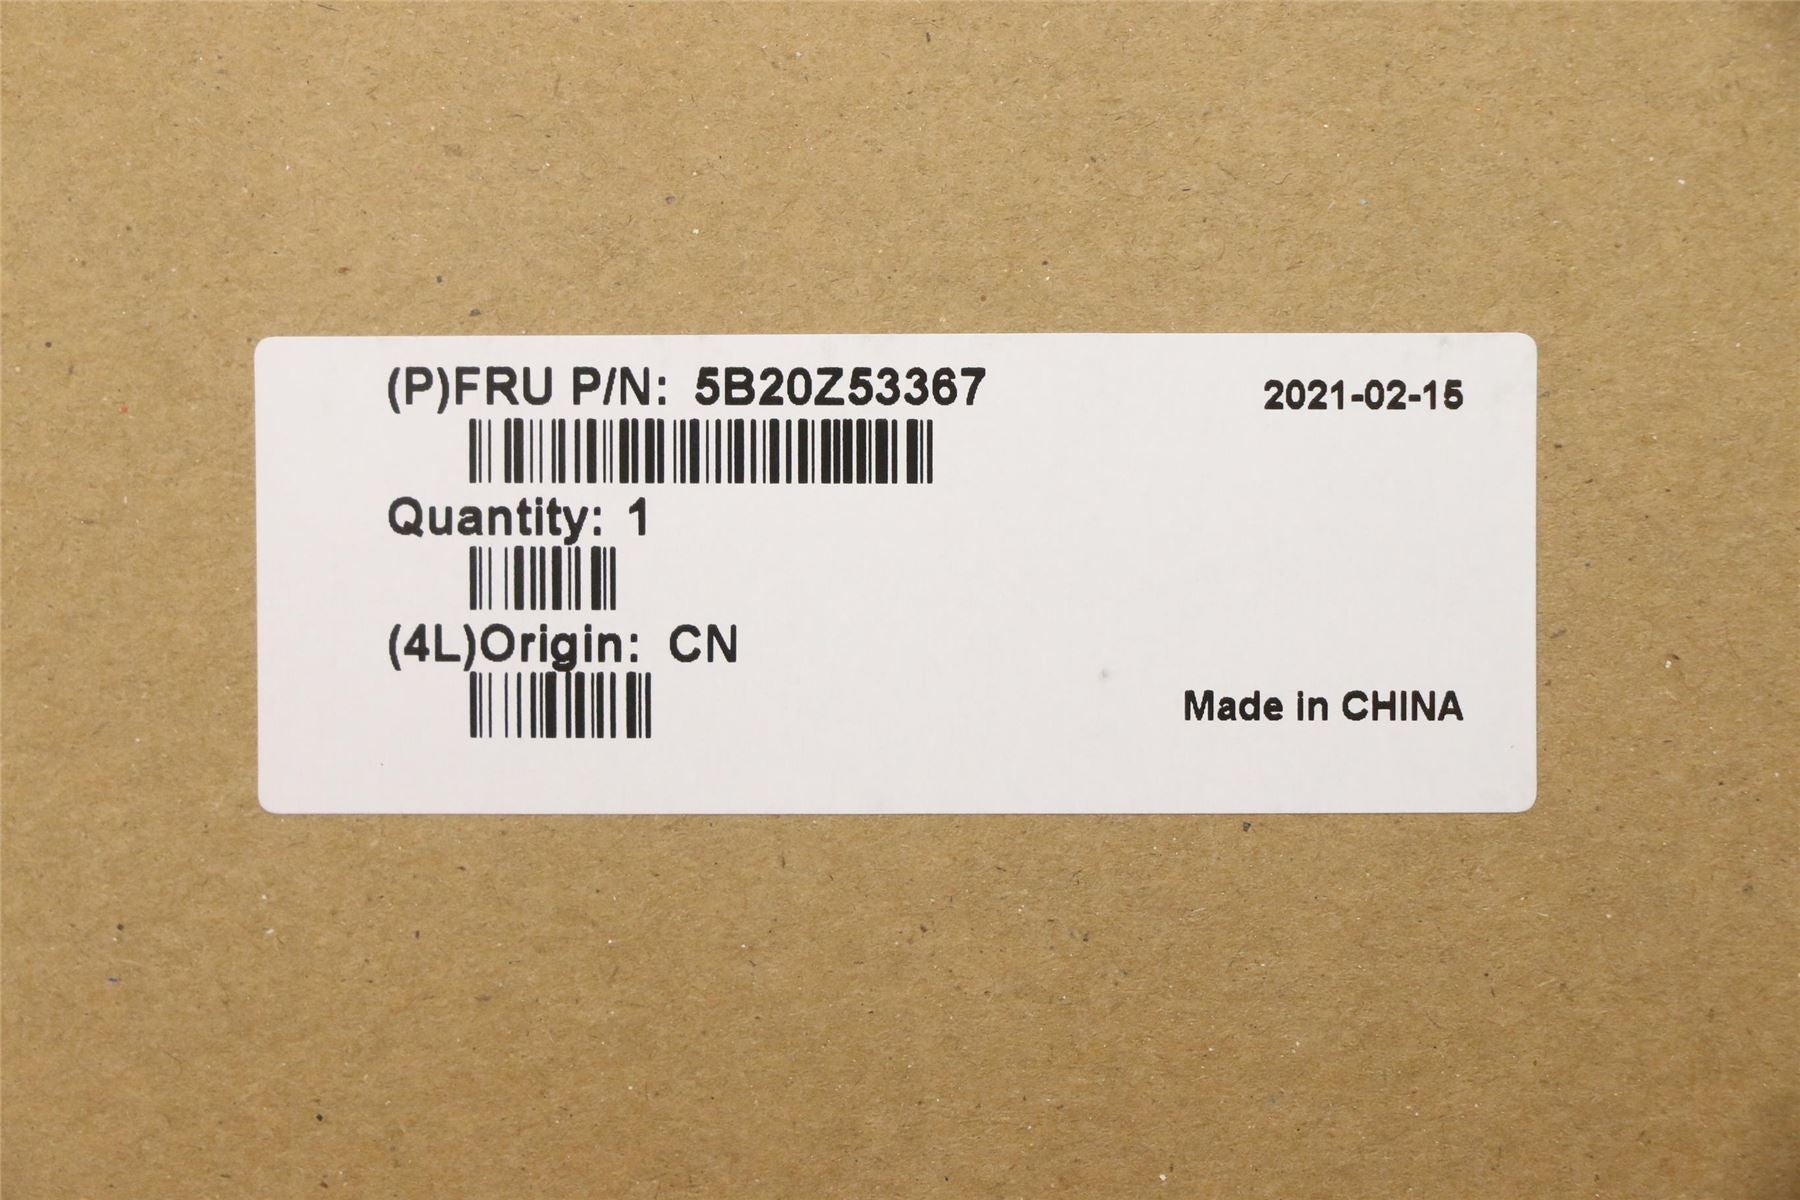 (P)FRU P/N: 5B20Z53367
2021-02-15
Quantity: 1
(4L)Origin: CN
Made in CHINA